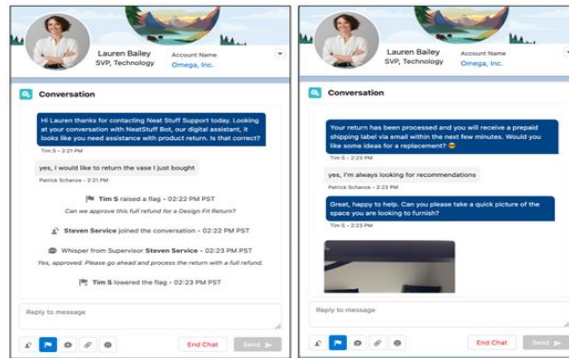 Lauren Bailey
SVP, Technology
Account Name
Omega, Inc.
Conversation
Hi Lauren thanks for contacting Neat Stuff Support today. Looking
at your conversation with NeatStuff Bot, our digital assistant, it
looks like you need assistance with product return. Is that correct?
Tim S • 2:21 PM
yes, I would like to return the vase I just bought
Patrick Schanze • 2:21 PM
Tim S raised a flag • 02:22 PM PST
Can we approve this full refund for a Design Fit Return?
Steven Service joined the conversation • 02:22 PM PST
Whisper from Supervisor Steven Service • 02:23 PM PST
Yes, approved. Please go ahead and process the return with a full refund.
Tim S lowered the flag • 02:23 PM PST
Reply to message
End Chat
Send
Lauren Bailey
SVP, Technology
Account Name
Omega, Inc.
Conversation
Your return has been processed and you will receive a prepaid
shipping label via email within the next few minutes. Would you
like some ideas for a replacement? 😎
Tim S • 2:23 PM
yes, I'm always looking for recommendations
Patrick Schanze • 2:23 PM
Great, happy to help. Can you please take a quick picture of the
space you are looking to furnish?
Tim S • 2:23 PM
Reply to message
End Chat
Send